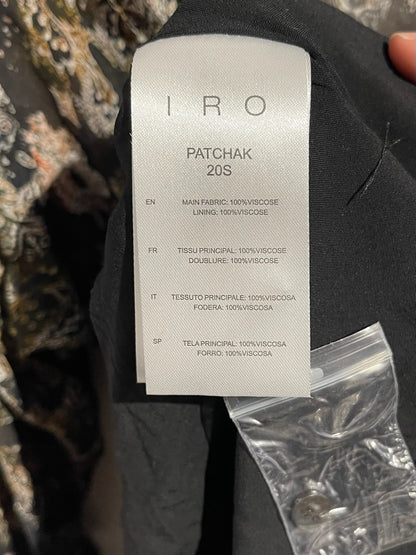 IRO
PATCHAK
20S
EN MAIN FABRIC: 100%VISCOSE
LINING: 100%VISCOSE
FR TISSU PRINCIPAL: 100%VISCOSE
DOUBLURE: 100%VISCOSE
IT TESSUTO PRINCIPALE: 100%VISCOSA
FODERA: 100%VISCOSA
SP TELA PRINCIPAL: 100%VISCOSA
FORRO: 100%VISCOSA